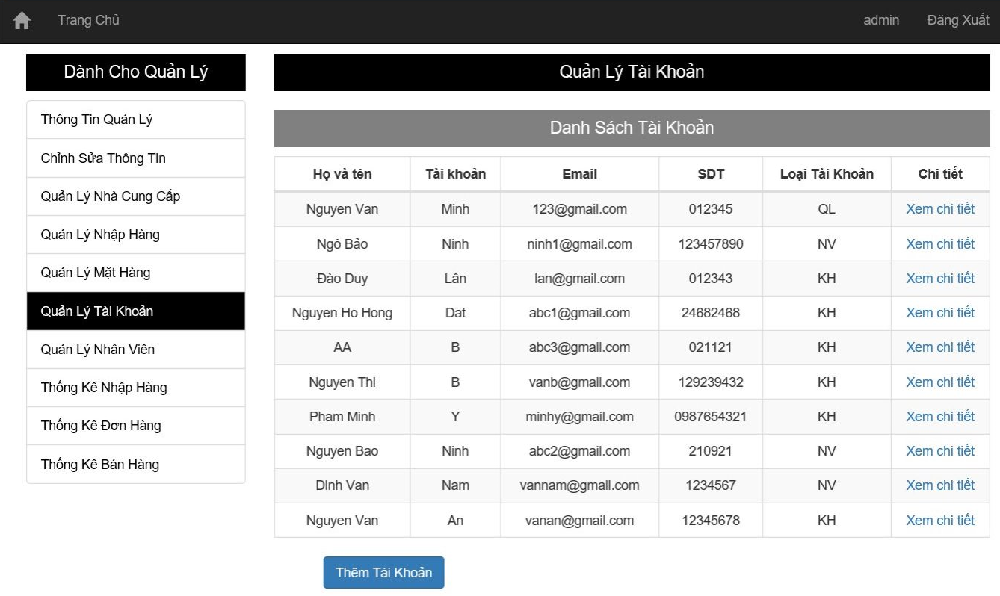 Trang Chủ admin Đăng Xuất
Dành Cho Quản Lý
Thông Tin Quản Lý
Chỉnh Sửa Thông Tin
Quản Lý Nhà Cung Cấp
Quản Lý Nhập Hàng
Quản Lý Mặt Hàng
Quản Lý Tài Khoản
Quản Lý Nhân Viên
Thống Kê Nhập Hàng
Thống Kê Đơn Hàng
Thống Kê Bán Hàng
Quản Lý Tài Khoản
Danh Sách Tài Khoản
Họ và tên Tài khoản Email SDT Loại Tài Khoản Chi tiết
Nguyen Van Minh 123@gmail.com 012345 QL Xem chi tiết
Ngô Bảo Ninh ninh1@gmail.com 123457890 NV Xem chi tiết
Đào Duy Lân lan@gmail.com 012343 KH Xem chi tiết
Nguyen Ho Hong Dat abc1@gmail.com 24682468 KH Xem chi tiết
AA B abc3@gmail.com 021121 KH Xem chi tiết
Nguyen Thi B vanb@gmail.com 129239432 KH Xem chi tiết
Pham Minh Y minhy@gmail.com 0987654321 KH Xem chi tiết
Nguyen Bao Ninh abc2@gmail.com 210921 NV Xem chi tiết
Dinh Van Nam vannam@gmail.com 1234567 NV Xem chi tiết
Nguyen Van An vanan@gmail.com 12345678 KH Xem chi tiết
Thêm Tài Khoản